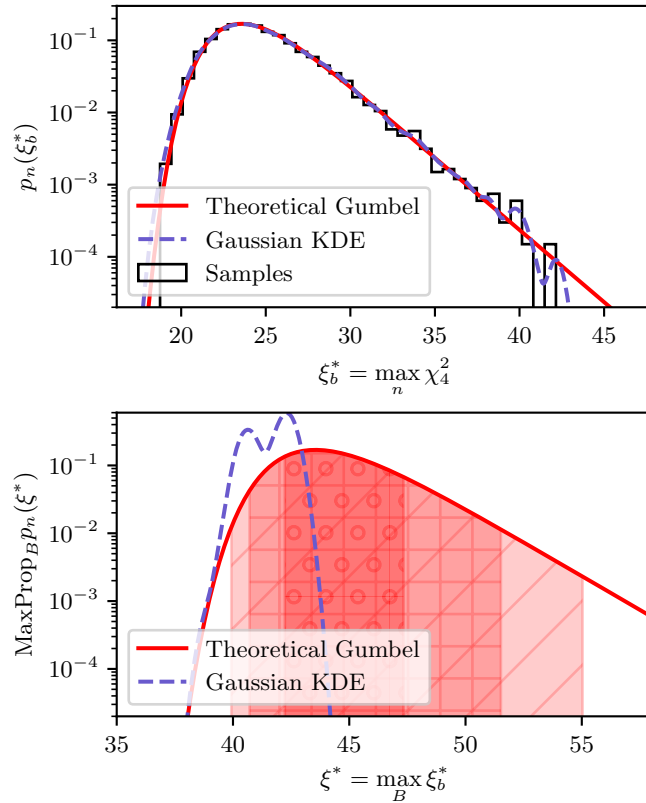 10⁻¹
10⁻²
10⁻³
10⁻⁴
pₙ(ξ_b^*)
Theoretical Gumbel
Gaussian KDE
Samples
20 25 30 35 40 45
ξ_b^* = max_n χ_4^2
10⁻¹
10⁻²
10⁻³
10⁻⁴
MaxProp_B pₙ(ξ^*)
Theoretical Gumbel
Gaussian KDE
35 40 45 50 55
ξ^* = max_B ξ_b^*